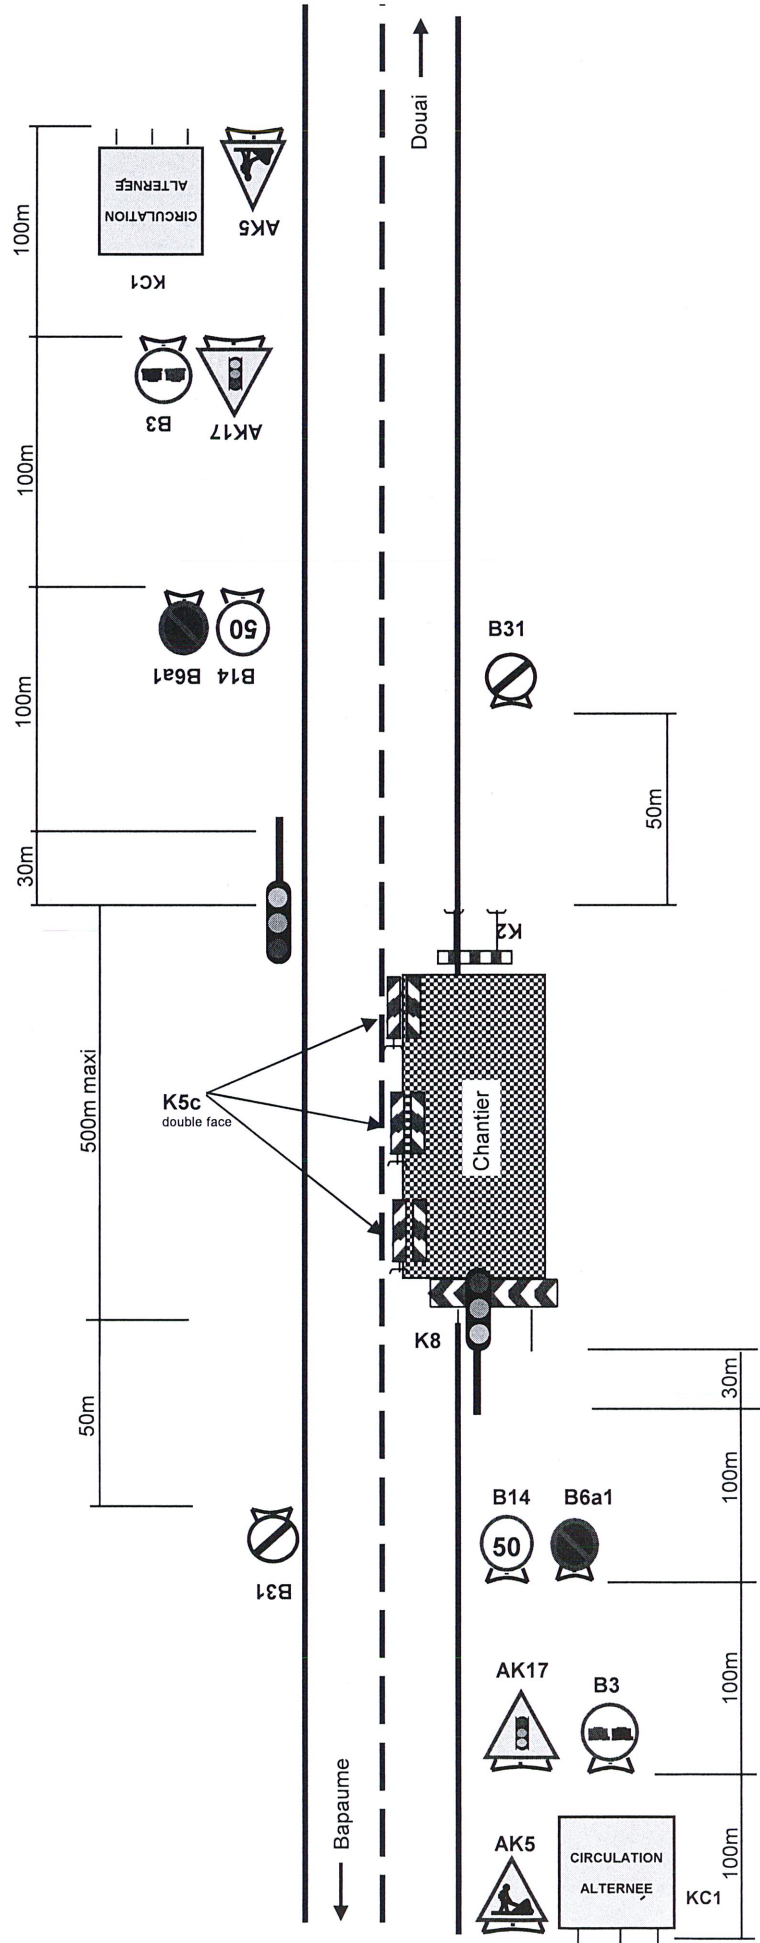 Douai
100m
CIRCULATION
ALTERNÉE
KC1
AK5
100m
B3
AK17
100m
B6a1
50
B14
B31
50m
30m
K2
500m maxi
K5c
double face
Chantier
K8
50m
B31
30m
100m
B14
B6a1
50
100m
AK17
B3
Bapaume
100m
AK5
CIRCULATION
ALTERNÉE
KC1